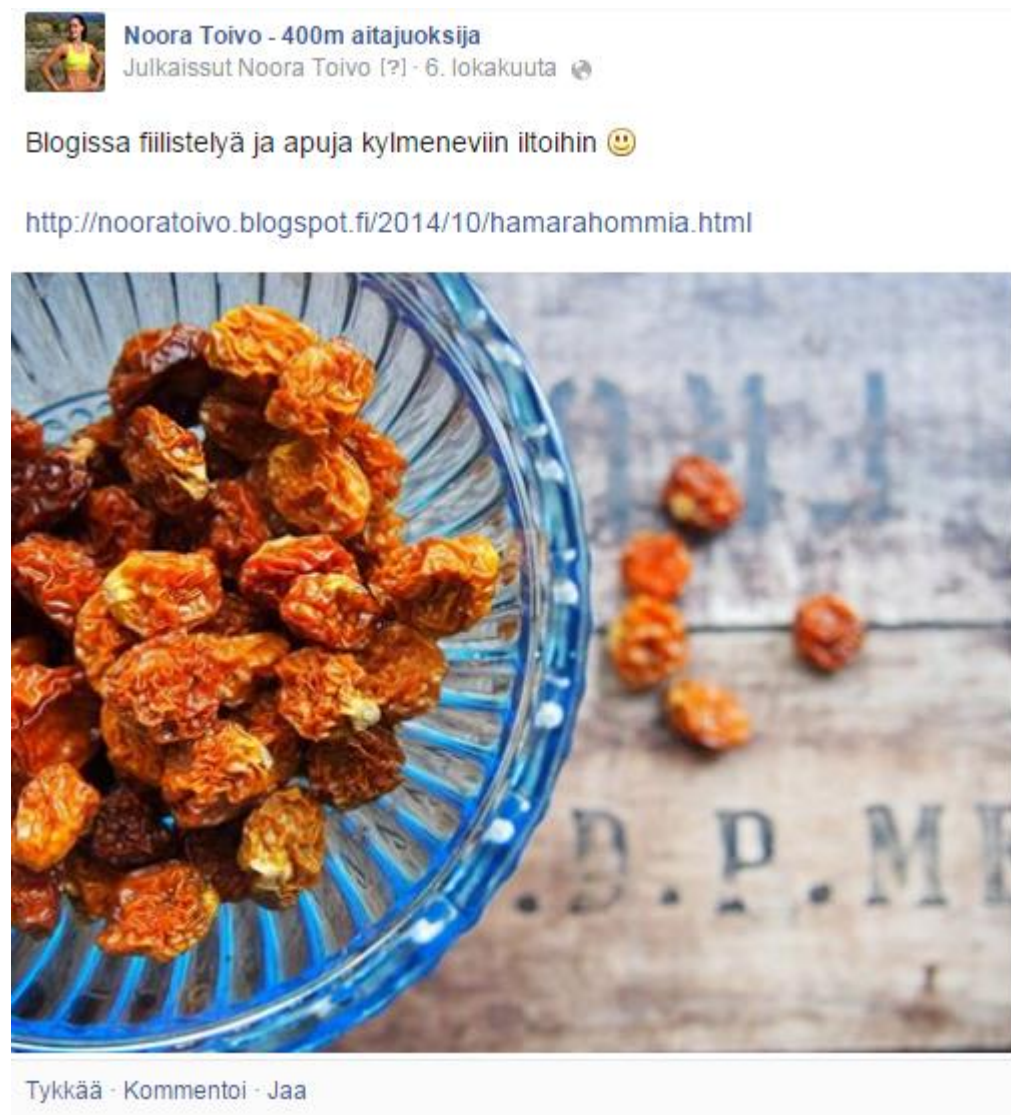 Noora Toivo - 400m aitajuoksija
Julkaissut Noora Toivo [?] · 6. lokakuuta
Blogissa fiilistelyä ja apuja kylmeneviin iltoihin
http://nooratoivo.blogspot.fi/2014/10/hamarahommia.html
.D.P.ME
Tykkää · Kommentoi · Jaa